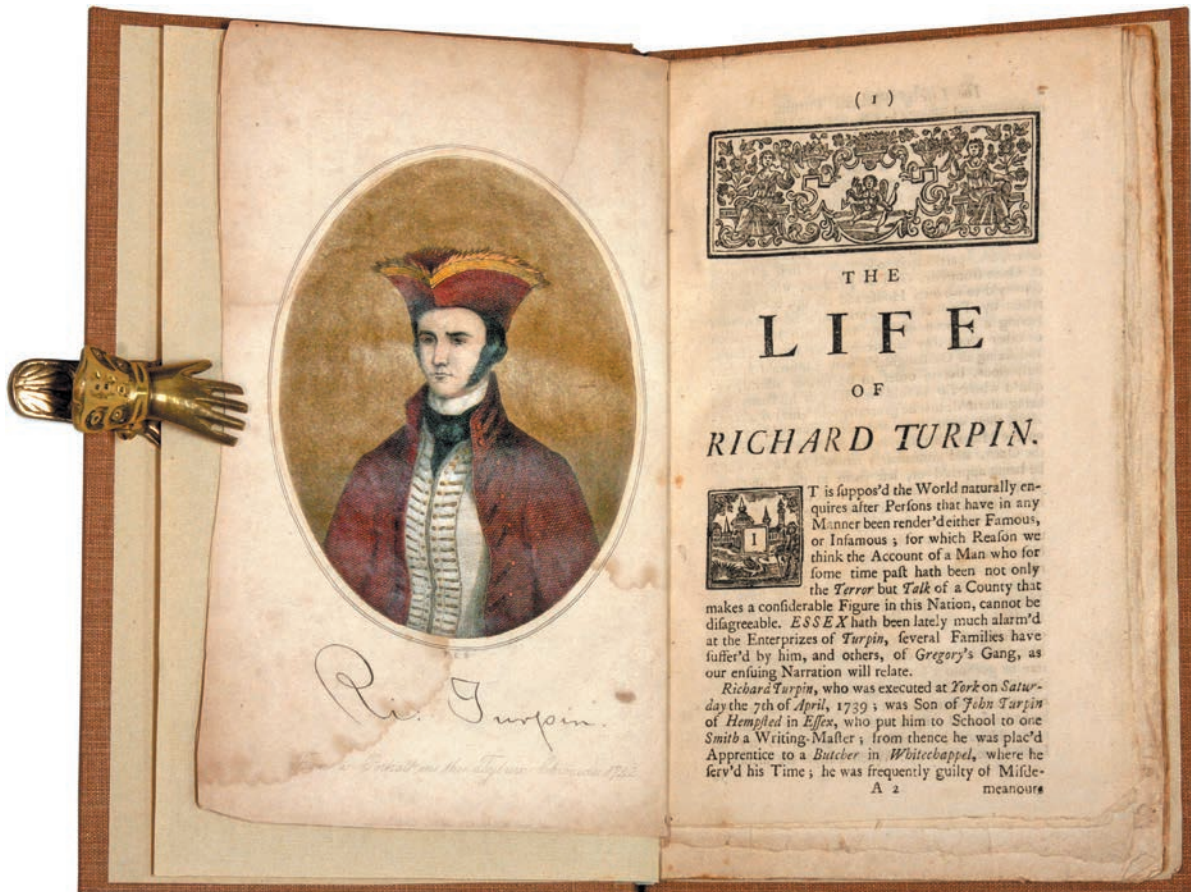 Ri. Turpin.
( 1 )
THE
LIFE
OF
RICHARD TURPIN.
IT is ſuppos'd the World naturally en-
quires after Perſons that have in any
Manner been render'd either Famous,
or Infamous ; for which Reaſon we
think the Account of a Man who for
ſome time paſt hath been not only
the Terror but Talk of a County that
makes a conſiderable Figure in this Nation, cannot be
diſagreeable. ESSEX hath been lately much alarm'd
at the Enterprizes of Turpin, ſeveral Families have
ſuffer'd by him, and others, of Gregory's Gang, as
our enſuing Narration will relate.
Richard Turpin, who was executed at York on Satur-
day the 7th of April, 1739 ; was Son of John Turpin
of Hempſted in Eſſex, who put him to School to one
Smith a Writing-Maſter ; from thence he was plac'd
Apprentice to a Butcher in Whitechappel, where he
ſerv'd his Time ; he was frequently guilty of Miſde-
A 2 meanours